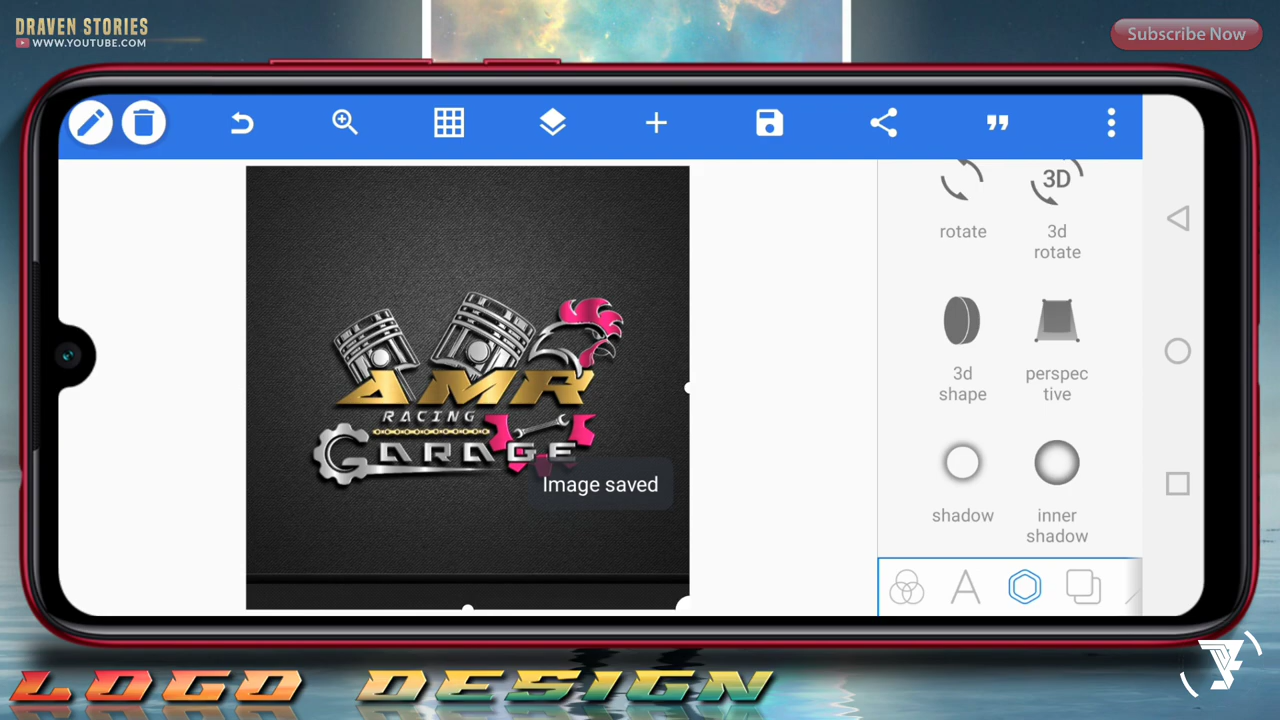 DRAVEN STORIES
WWW.YOUTUBE.COM
Subscribe Now
3D
rotate
3d
rotate
3d
shape
perspec
tive
shadow
inner
shadow
AMR
RACING
GARAGE
Image saved
LOGO DESIGN